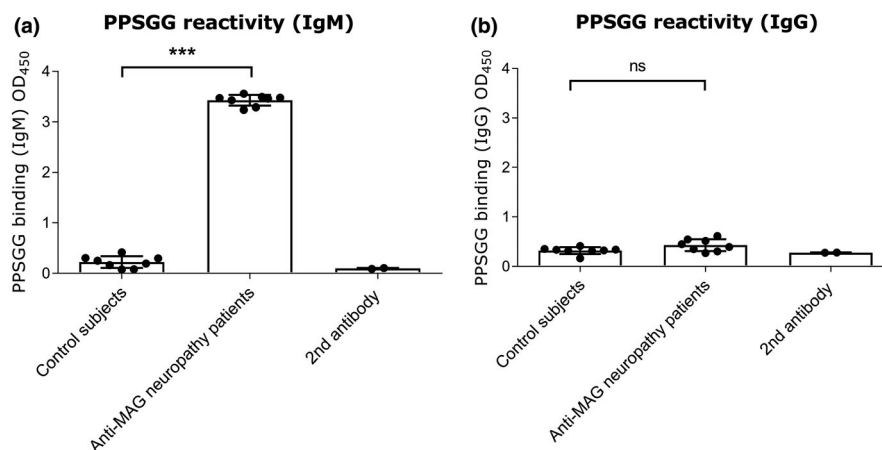 (a)
PPSGG reactivity (IgM)
***
PPSGG binding (IgM) OD450
4
3
2
1
0
Control subjects
Anti-MAG neuropathy patients
2nd antibody
(b)
PPSGG reactivity (IgG)
ns
PPSGG binding (IgG) OD450
4
3
2
1
0
Control subjects
Anti-MAG neuropathy patients
2nd antibody